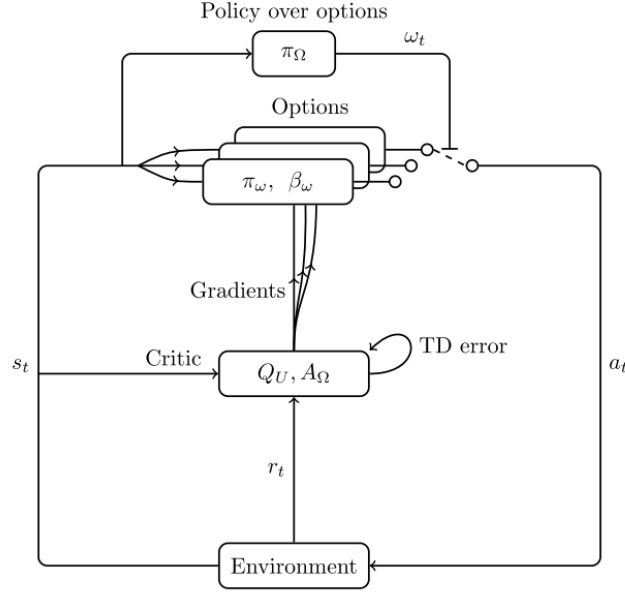 Policy over options
π_Ω
ω_t
Options
π_ω, β_ω
Gradients
s_t
Critic
Q_U, A_Ω
TD error
a_t
r_t
Environment